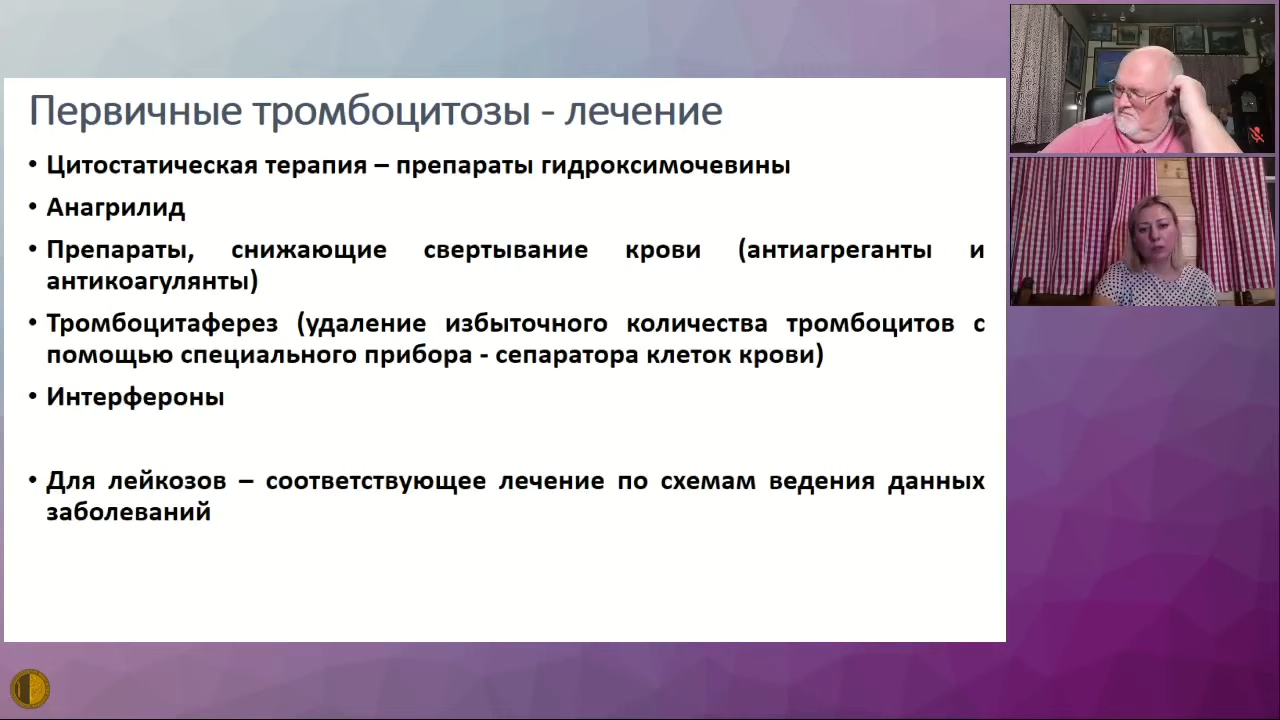 Первичные тромбоцитозы - лечение
• Цитостатическая терапия – препараты гидроксимочевины
• Анагрилид
• Препараты, снижающие свертывание крови (антиагреганты и
антикоагулянты)
• Тромбоцитаферез (удаление избыточного количества тромбоцитов с
помощью специального прибора - сепаратора клеток крови)
• Интерфероны
• Для лейкозов – соответствующее лечение по схемам ведения данных
заболеваний